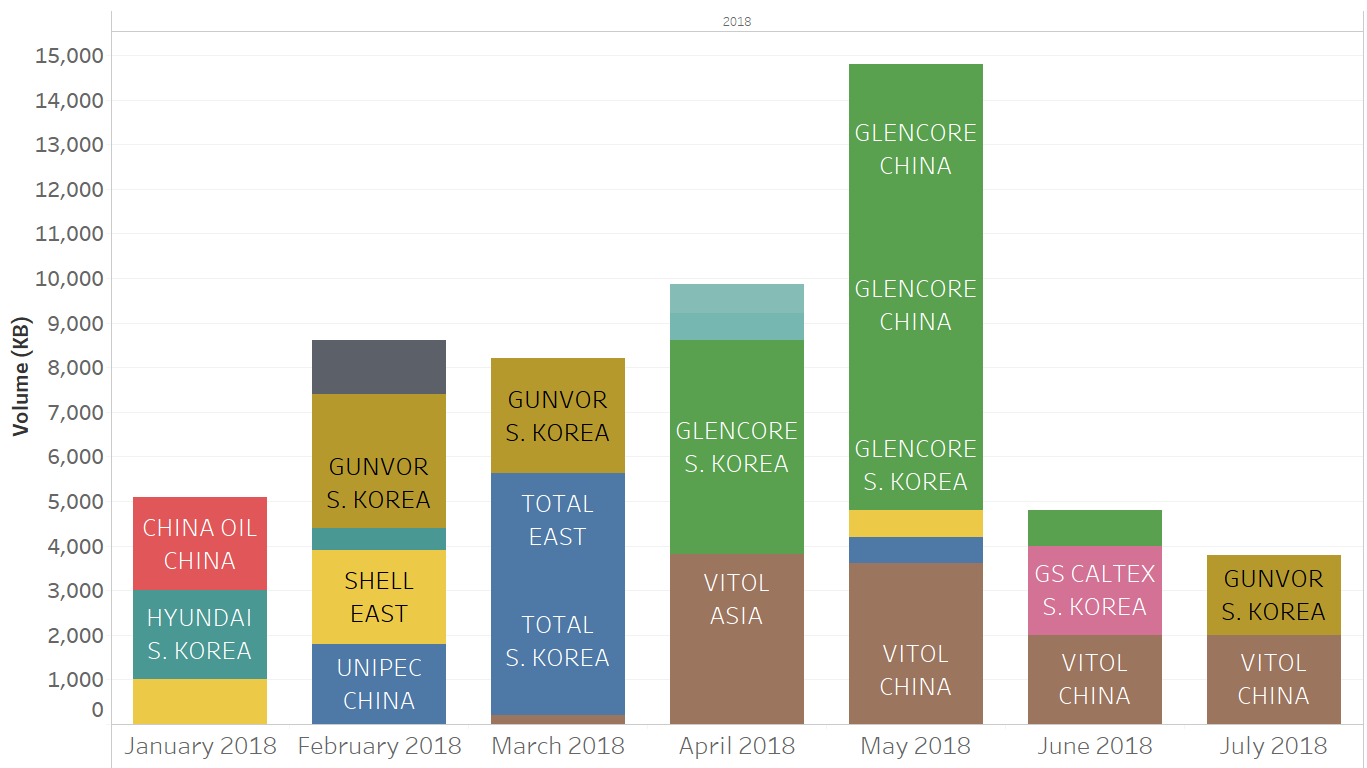 2018
15,000
14,000
13,000
12,000
11,000
10,000
9,000
8,000
7,000
6,000
5,000
4,000
3,000
2,000
1,000
0
Volume (KB)
CHINA OIL
CHINA
HYUNDAI
S. KOREA
GUNVOR
S. KOREA
SHELL
EAST
UNIPEC
CHINA
GUNVOR
S. KOREA
TOTAL
EAST
TOTAL
S. KOREA
GLENCORE
S. KOREA
VITOL
ASIA
GLENCORE
CHINA
GLENCORE
CHINA
GLENCORE
S. KOREA
VITOL
CHINA
GS CALTEX
S. KOREA
VITOL
CHINA
GUNVOR
S. KOREA
VITOL
CHINA
January 2018
February 2018
March 2018
April 2018
May 2018
June 2018
July 2018